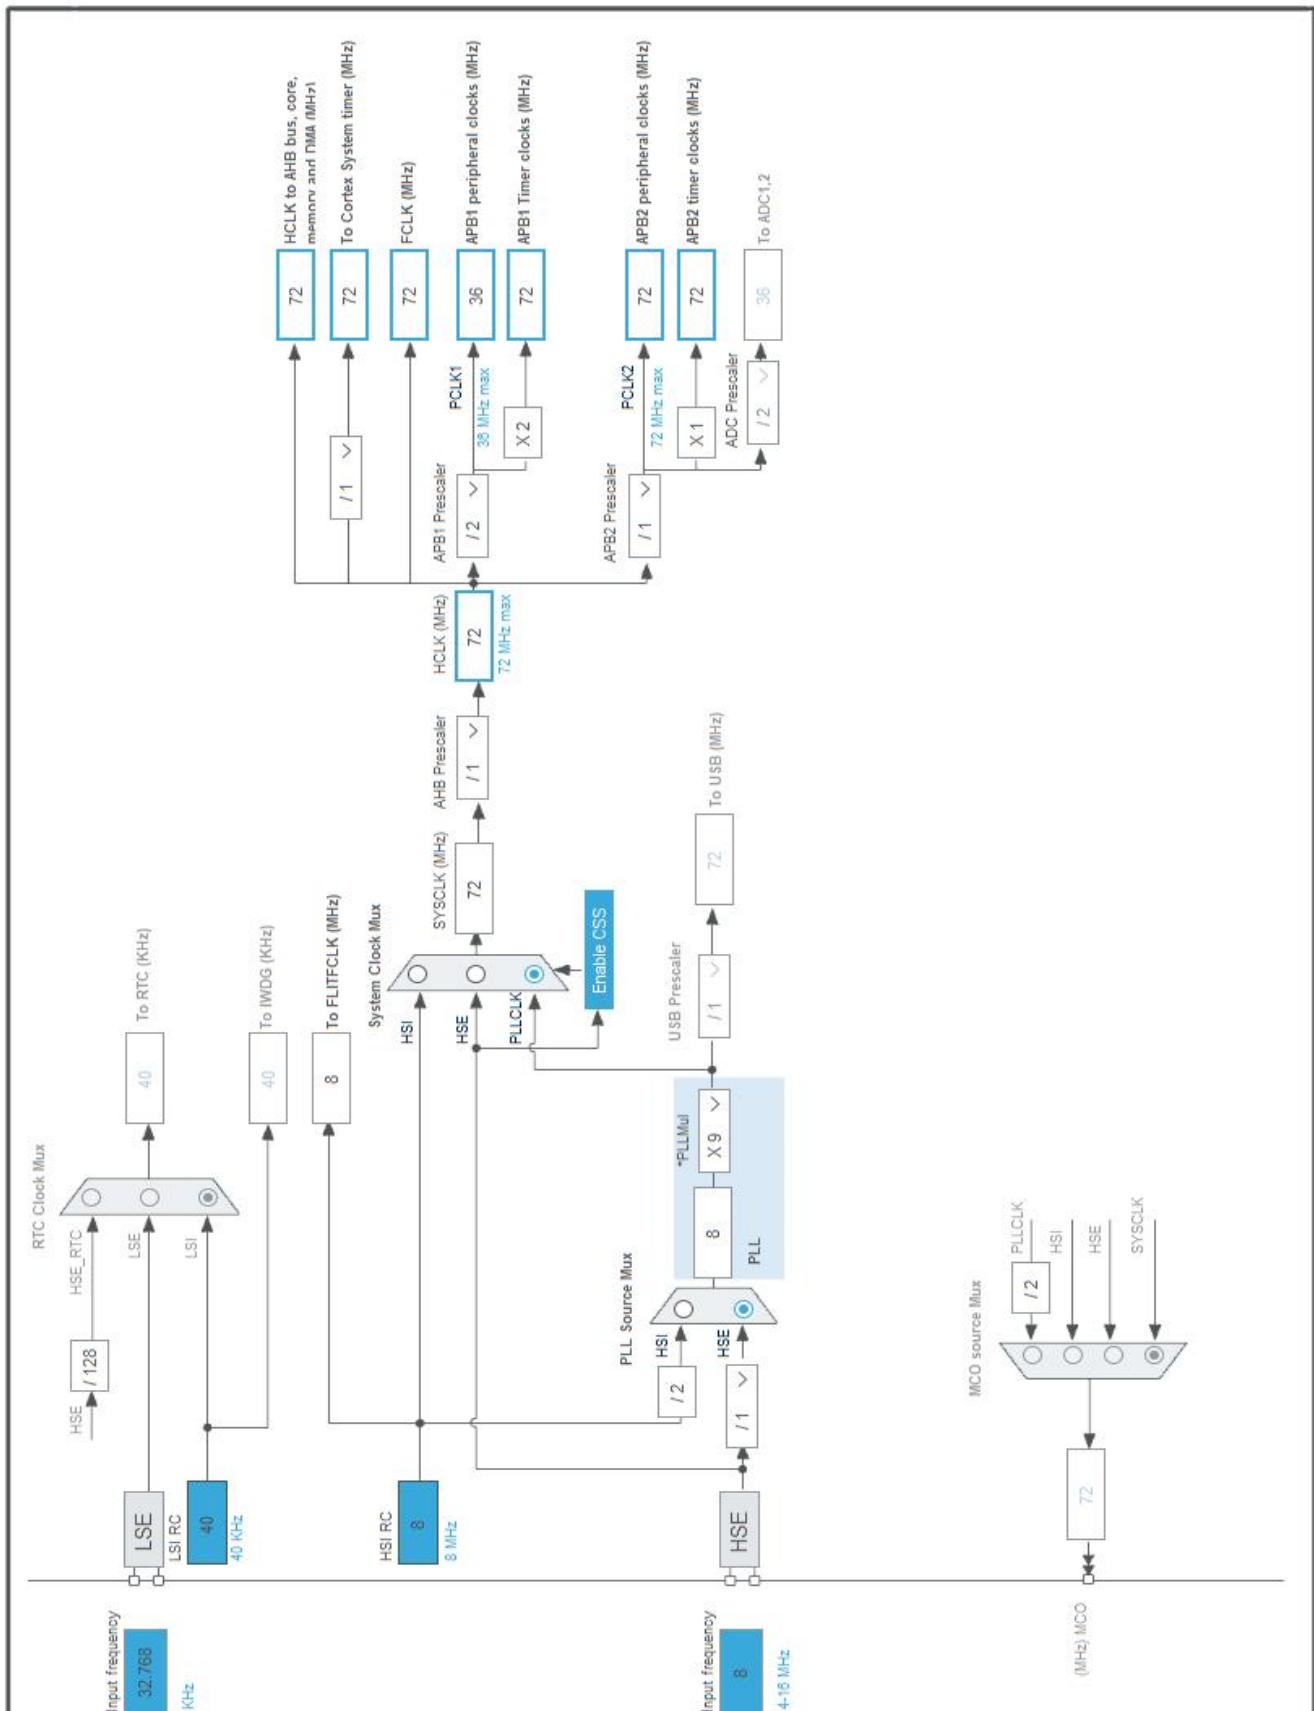 RTC Clock Mux
HSE
/ 128
HSE_RTC
To RTC (KHz)
40
Input frequency
32.768
KHz
LSE
LSE
LSI RC
40
40 KHz
LSI
40
To IWDG (KHz)
8
To FLITFCLK (MHz)
HSI RC
8
8 MHz
System Clock Mux
HSI
HSE
PLLCLK
Enable CSS
SYSCLK (MHz)
72
AHB Prescaler
/ 1
HCLK (MHz)
72
72 MHz max
72
HCLK to AHB bus, core,
memory and DMA (MHz)
/ 1
72
To Cortex System timer (MHz)
72
FCLK (MHz)
APB1 Prescaler
/ 2
PCLK1
36 MHz max
36
APB1 peripheral clocks (MHz)
X 2
72
APB1 Timer clocks (MHz)
APB2 Prescaler
/ 1
PCLK2
72 MHz max
72
APB2 peripheral clocks (MHz)
X 1
72
APB2 timer clocks (MHz)
ADC Prescaler
/ 2
36
To ADC1,2
PLL Source Mux
HSI
/ 2
HSE
/ 1
Input frequency
8
4-16 MHz
HSE
8
*PLLMul
X 9
PLL
USB Prescaler
/ 1
72
To USB (MHz)
MCO source Mux
/ 2
PLLCLK
HSI
HSE
SYSCLK
72
(MHz) MCO